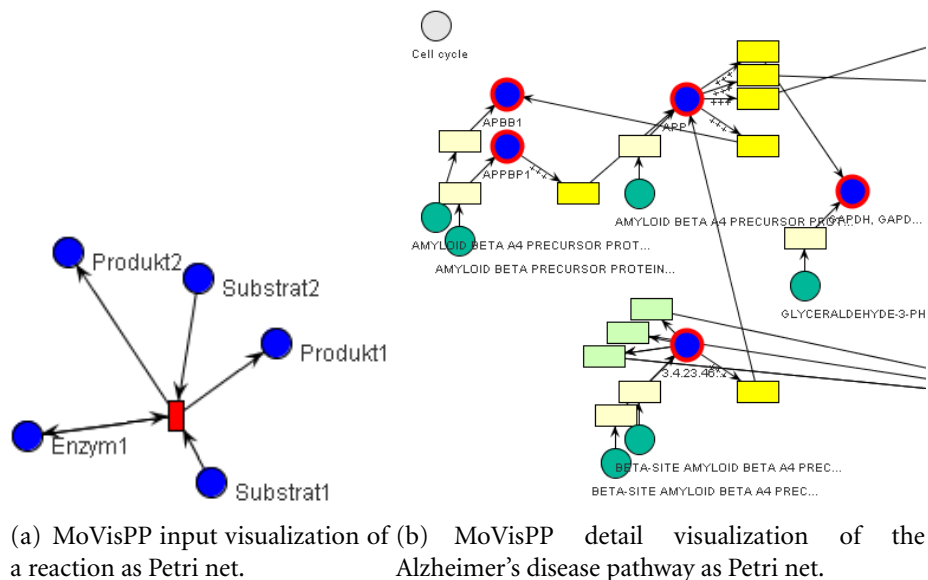 Cell cycle
APBB1
APP
APPBP1
AMYLOID BETA A4 PRECURSOR PROT...
AMYLOID BETA A4 PRECURSOR PROT...
GAPDH, GAPD...
AMYLOID BETA PRECURSOR PROTEIN...
GLYCERALDEHYDE-3-PH
3.4.23.46...
BETA-SITE AMYLOID BETA A4 PREC...
BETA-SITE AMYLOID BETA A4 PREC...
Produkt2
Substrat2
Produkt1
Enzym1
Substrat1
(a) MoVisPP input visualization of
a reaction as Petri net.
(b) MoVisPP detail visualization of the
Alzheimer's disease pathway as Petri net.